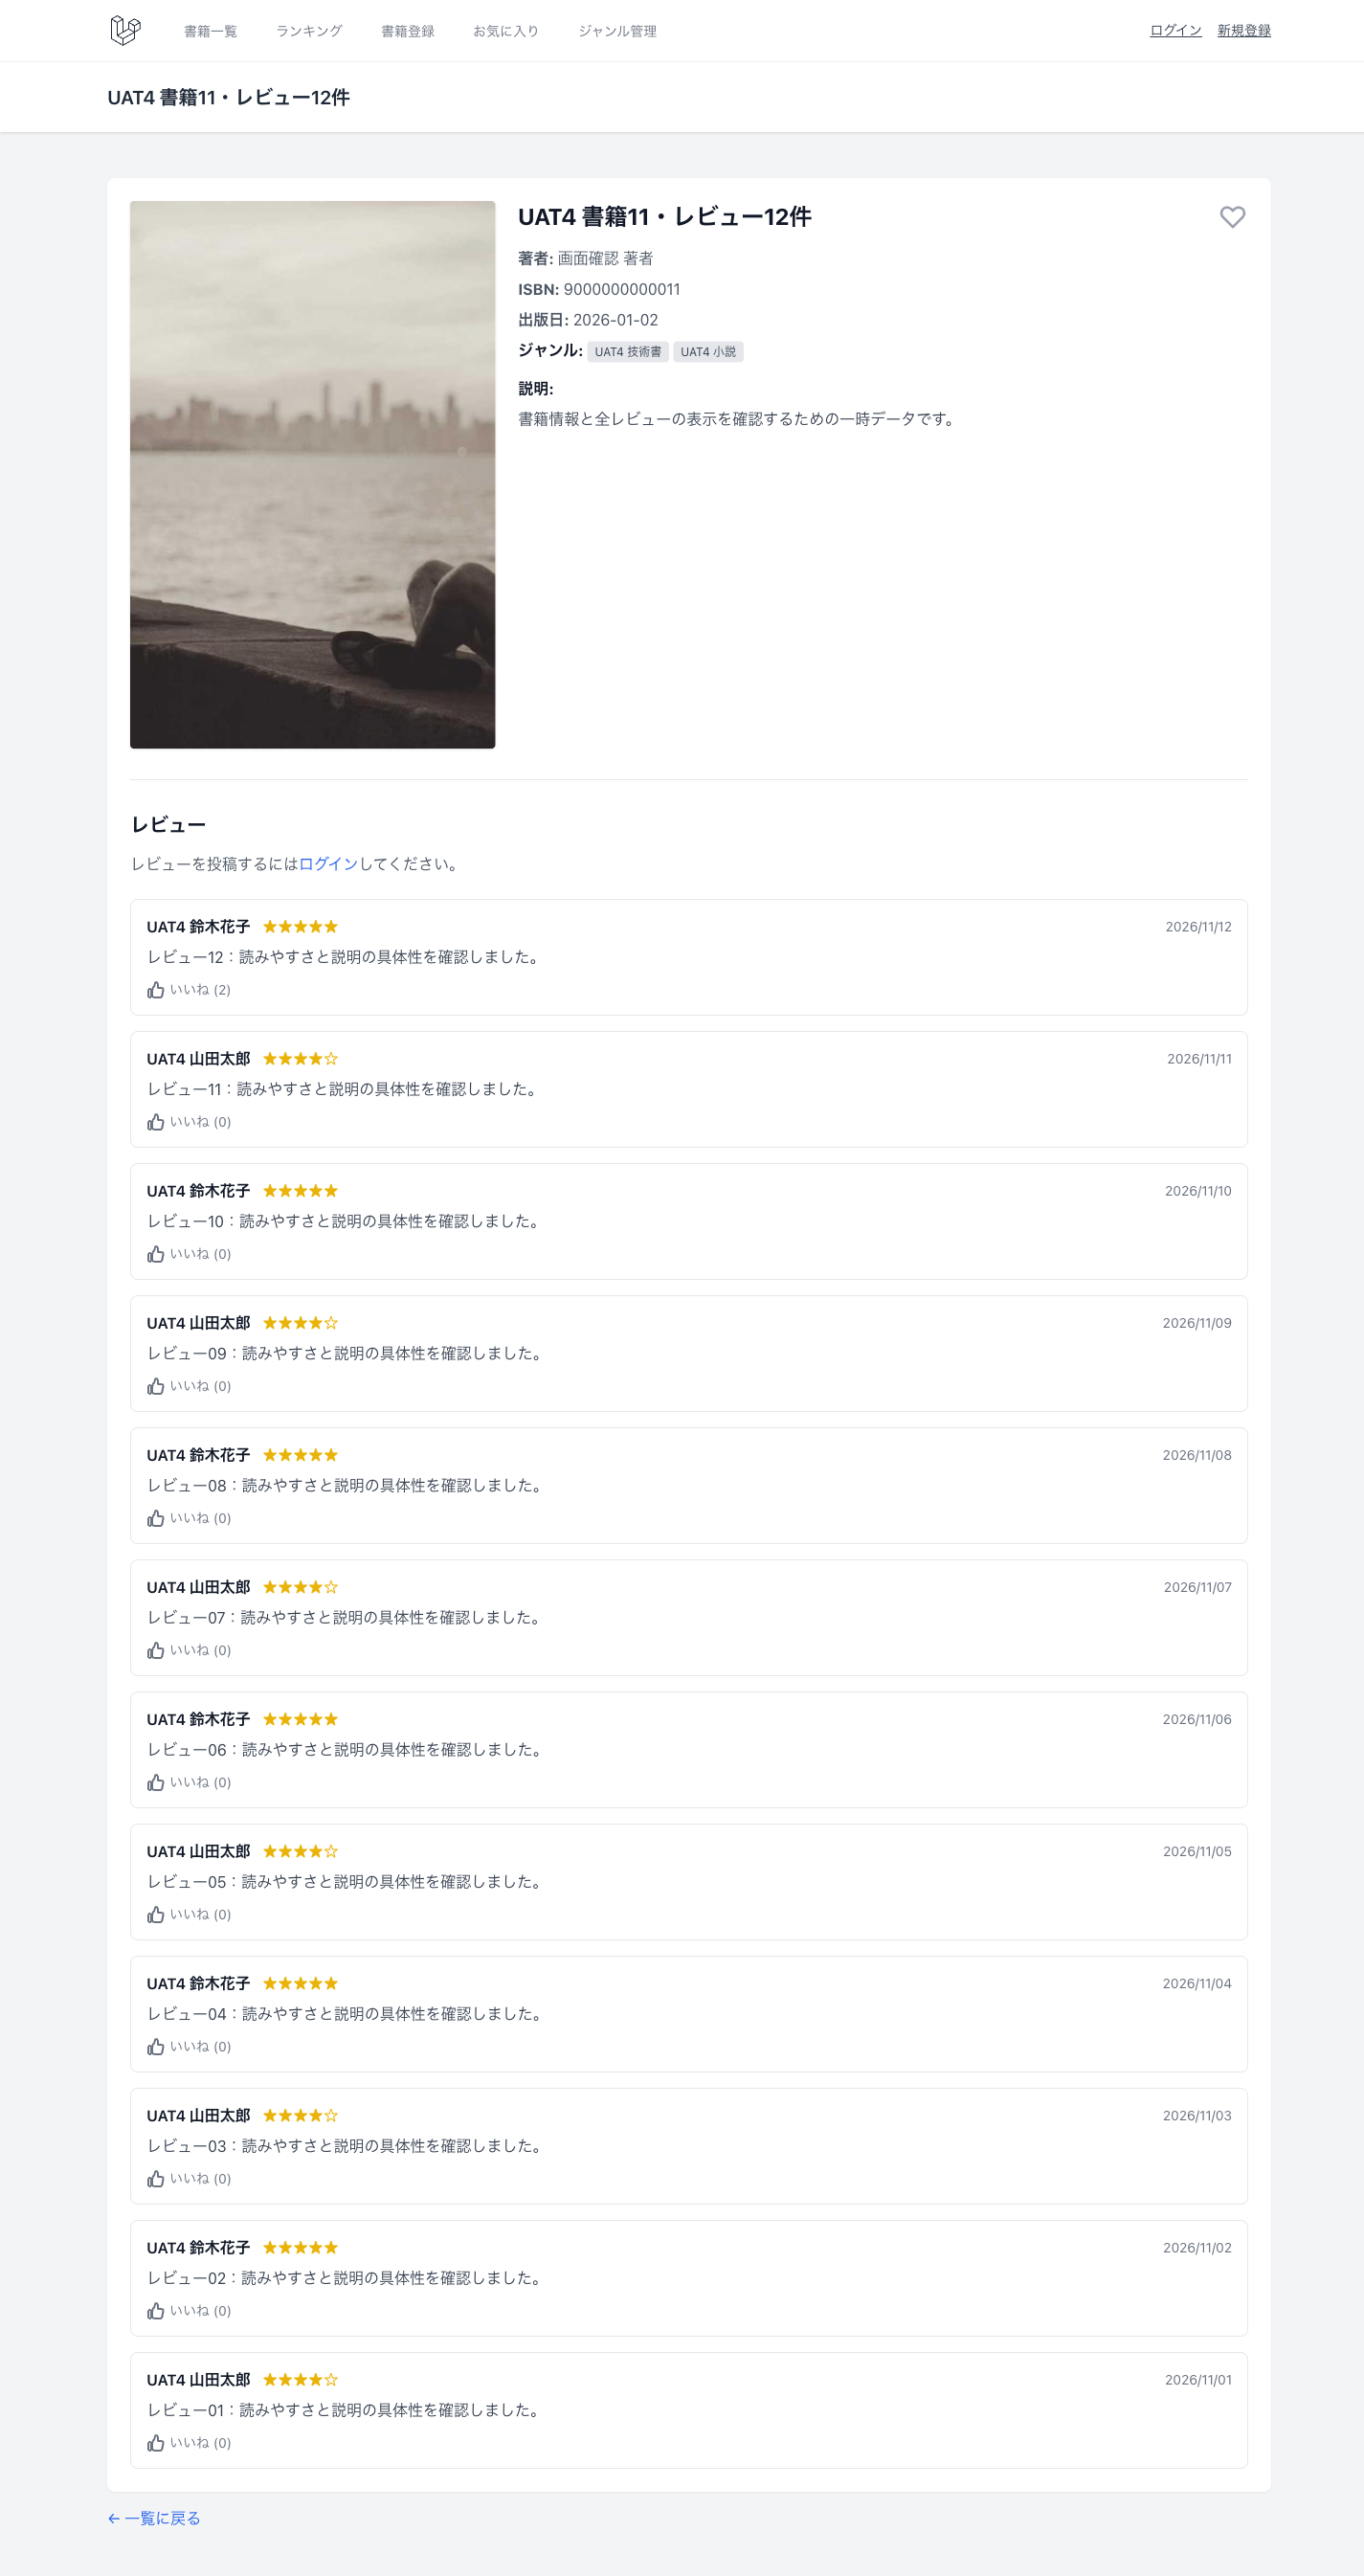 書籍一覧 ランキング 書籍登録 お気に入り ジャンル管理 ログイン 新規登録
UAT4 書籍11・レビュー12件
UAT4 書籍11・レビュー12件
著者: 画面確認 著者
ISBN: 9000000000011
出版日: 2026-01-02
ジャンル: UAT4 技術書 UAT4 小説
説明:
書籍情報と全レビューの表示を確認するための一時データです。
レビュー
レビューを投稿するにはログインしてください。
UAT4 鈴木花子 ★★★★★ 2026/11/12
レビュー12：読みやすさと説明の具体性を確認しました。
いいね (2)
UAT4 山田太郎 ★★★★☆ 2026/11/11
レビュー11：読みやすさと説明の具体性を確認しました。
いいね (0)
UAT4 鈴木花子 ★★★★★ 2026/11/10
レビュー10：読みやすさと説明の具体性を確認しました。
いいね (0)
UAT4 山田太郎 ★★★★☆ 2026/11/09
レビュー09：読みやすさと説明の具体性を確認しました。
いいね (0)
UAT4 鈴木花子 ★★★★★ 2026/11/08
レビュー08：読みやすさと説明の具体性を確認しました。
いいね (0)
UAT4 山田太郎 ★★★★☆ 2026/11/07
レビュー07：読みやすさと説明の具体性を確認しました。
いいね (0)
UAT4 鈴木花子 ★★★★★ 2026/11/06
レビュー06：読みやすさと説明の具体性を確認しました。
いいね (0)
UAT4 山田太郎 ★★★★☆ 2026/11/05
レビュー05：読みやすさと説明の具体性を確認しました。
いいね (0)
UAT4 鈴木花子 ★★★★★ 2026/11/04
レビュー04：読みやすさと説明の具体性を確認しました。
いいね (0)
UAT4 山田太郎 ★★★★☆ 2026/11/03
レビュー03：読みやすさと説明の具体性を確認しました。
いいね (0)
UAT4 鈴木花子 ★★★★★ 2026/11/02
レビュー02：読みやすさと説明の具体性を確認しました。
いいね (0)
UAT4 山田太郎 ★★★★☆ 2026/11/01
レビュー01：読みやすさと説明の具体性を確認しました。
いいね (0)
← 一覧に戻る